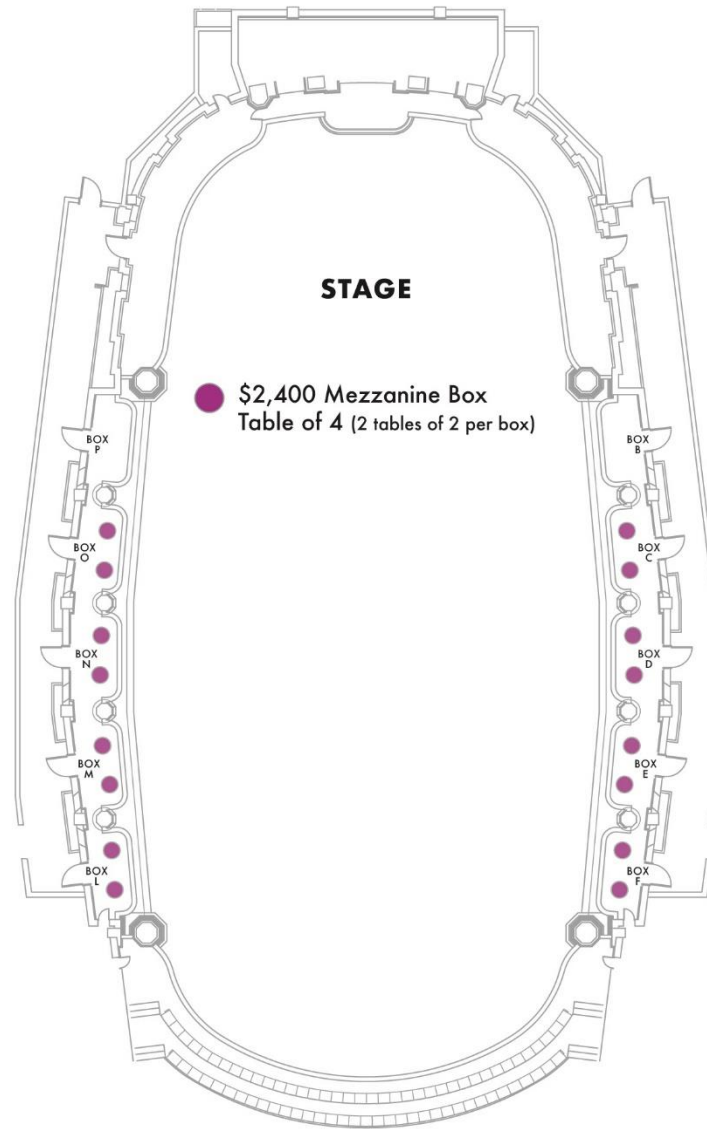 STAGE
$2,400 Mezzanine Box
Table of 4 (2 tables of 2 per box)
BOX
P
BOX
B
BOX
O
BOX
C
BOX
N
BOX
D
BOX
M
BOX
E
BOX
L
BOX
F